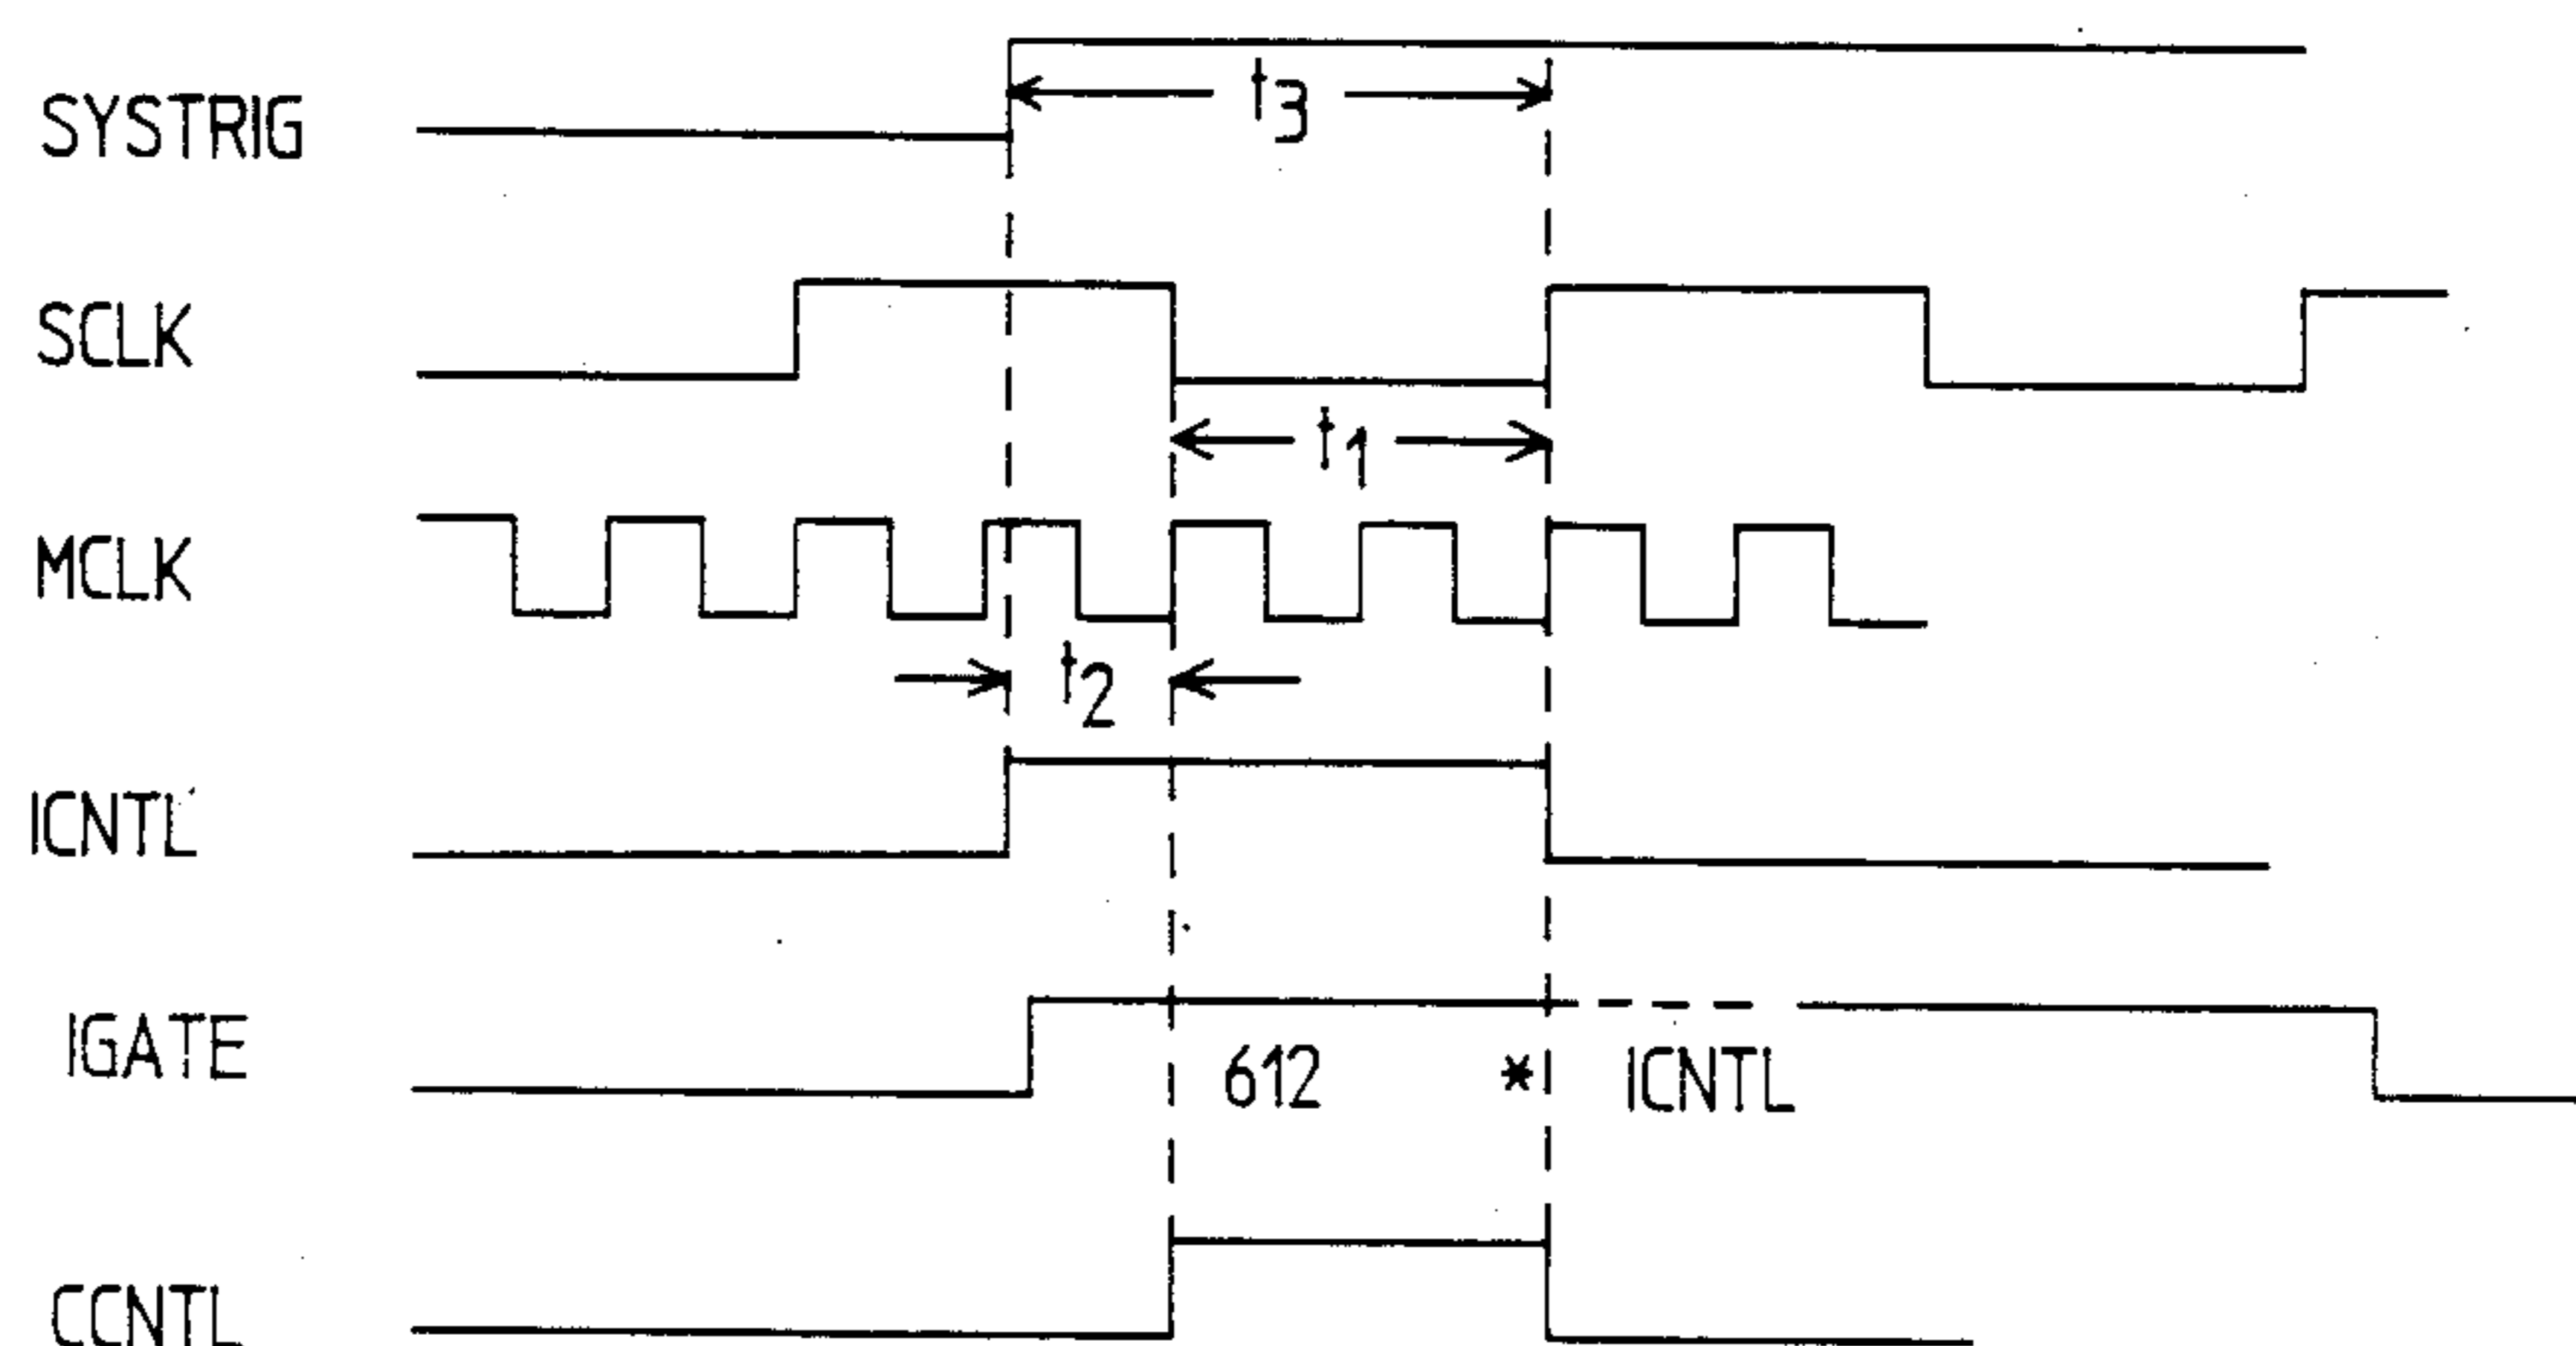 SYSTRIG
t3
SCLK
t1
MCLK
t2
ICNTL
IGATE
612 * ICNTL
CCNTL